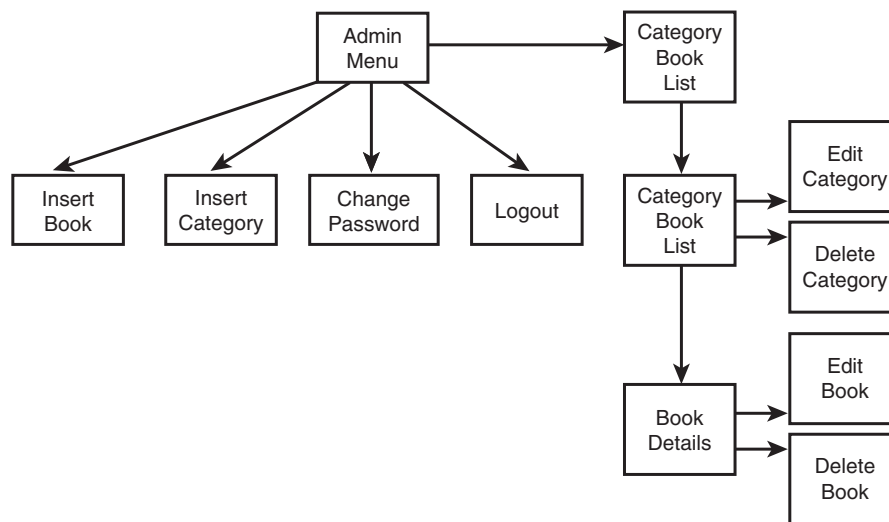 Admin
Menu
Category
Book
List
Insert
Book
Insert
Category
Change
Password
Logout
Category
Book
List
Edit
Category
Delete
Category
Book
Details
Edit
Book
Delete
Book